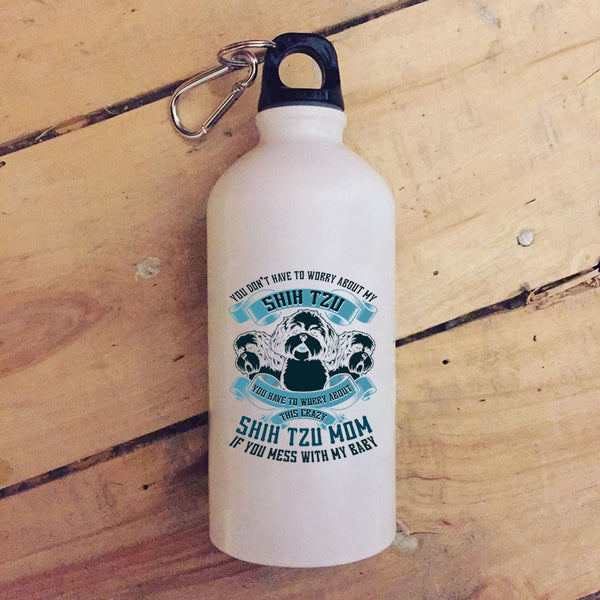 YOU DON'T HAVE TO WORRY ABOUT MY
SHIH TZU
YOU HAVE TO WORRY ABOUT
THIS CRAZY
SHIH TZU MOM
IF YOU MESS WITH MY BABY